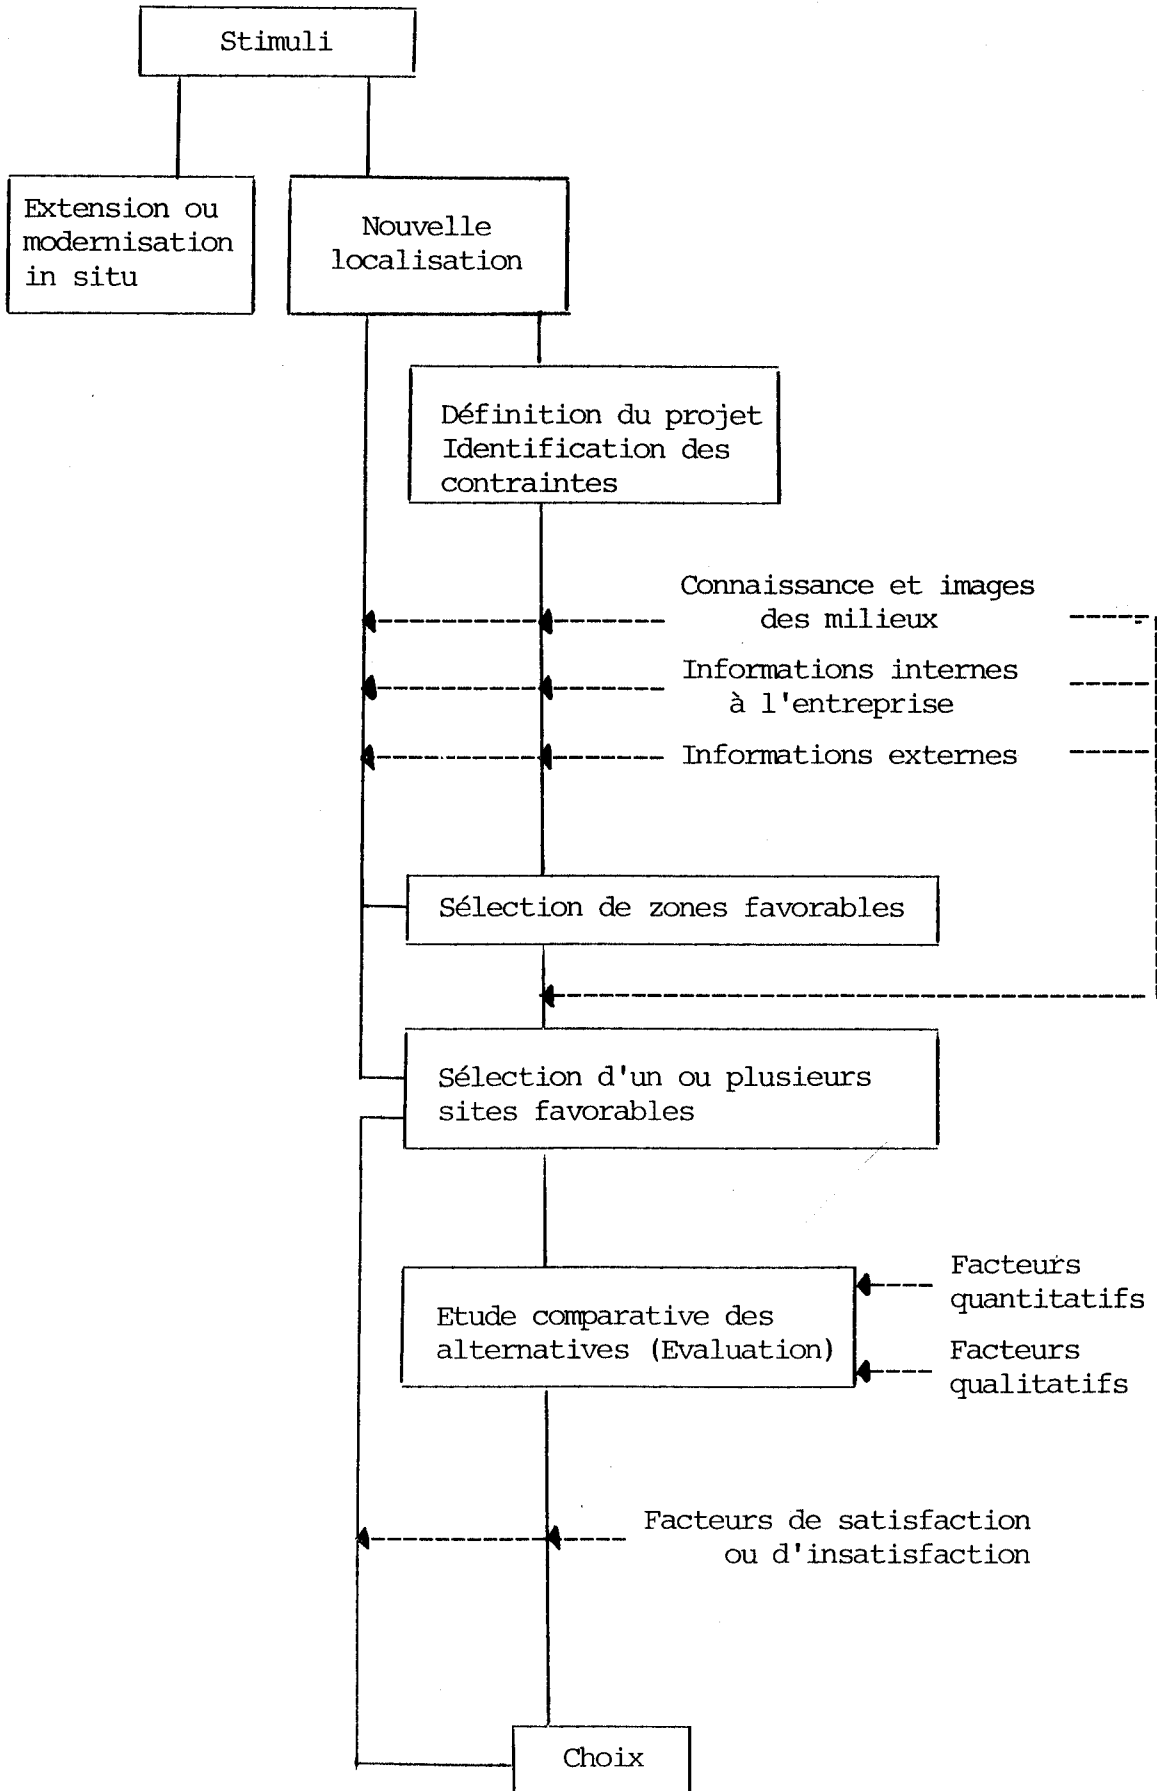 Stimuli
Extension ou
modernisation
in situ
Nouvelle
localisation
Définition du projet
Identification des
contraintes
Connaissance et images
des milieux
Informations internes
à l'entreprise
Informations externes
Sélection de zones favorables
Sélection d'un ou plusieurs
sites favorables
Etude comparative des
alternatives (Evaluation)
Facteurs
quantitatifs
Facteurs
qualitatifs
Facteurs de satisfaction
ou d'insatisfaction
Choix